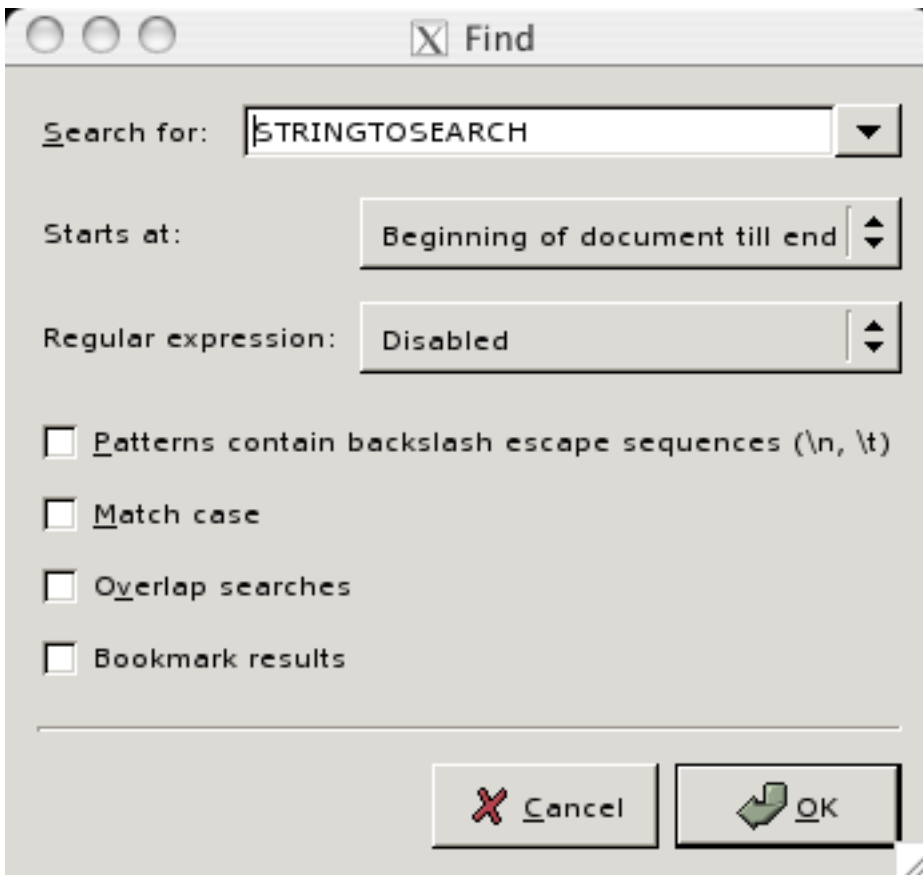 Find
Search for: STRINGTOSEARCH
Starts at: Beginning of document till end
Regular expression: Disabled
Patterns contain backslash escape sequences (\n, \t)
Match case
Overlap searches
Bookmark results
Cancel OK